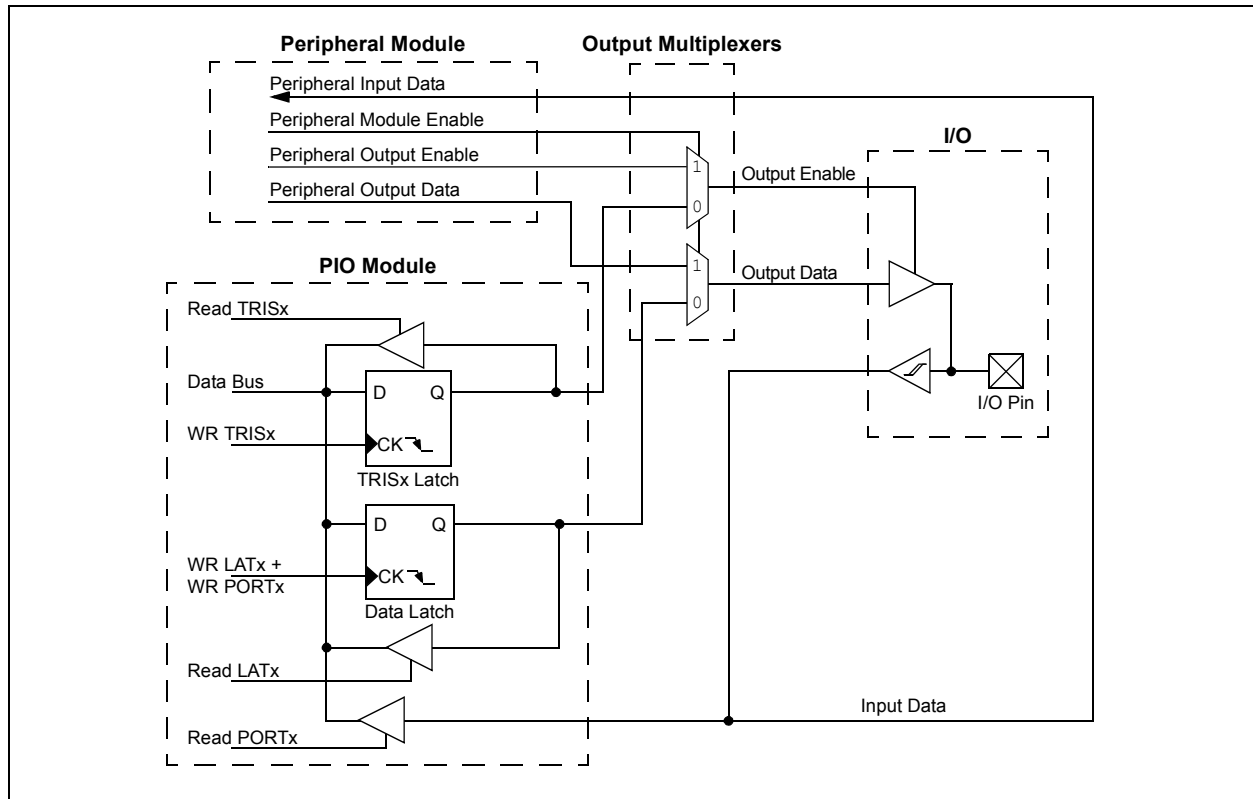 Peripheral Module
Output Multiplexers
Peripheral Input Data
Peripheral Module Enable
Peripheral Output Enable
Peripheral Output Data
1
0
Output Enable
1
0
Output Data
I/O
I/O Pin
PIO Module
Read TRISx
Data Bus
D Q
WR TRISx
CK
TRISx Latch
D Q
WR LATx +
WR PORTx
CK
Data Latch
Read LATx
Read PORTx
Input Data